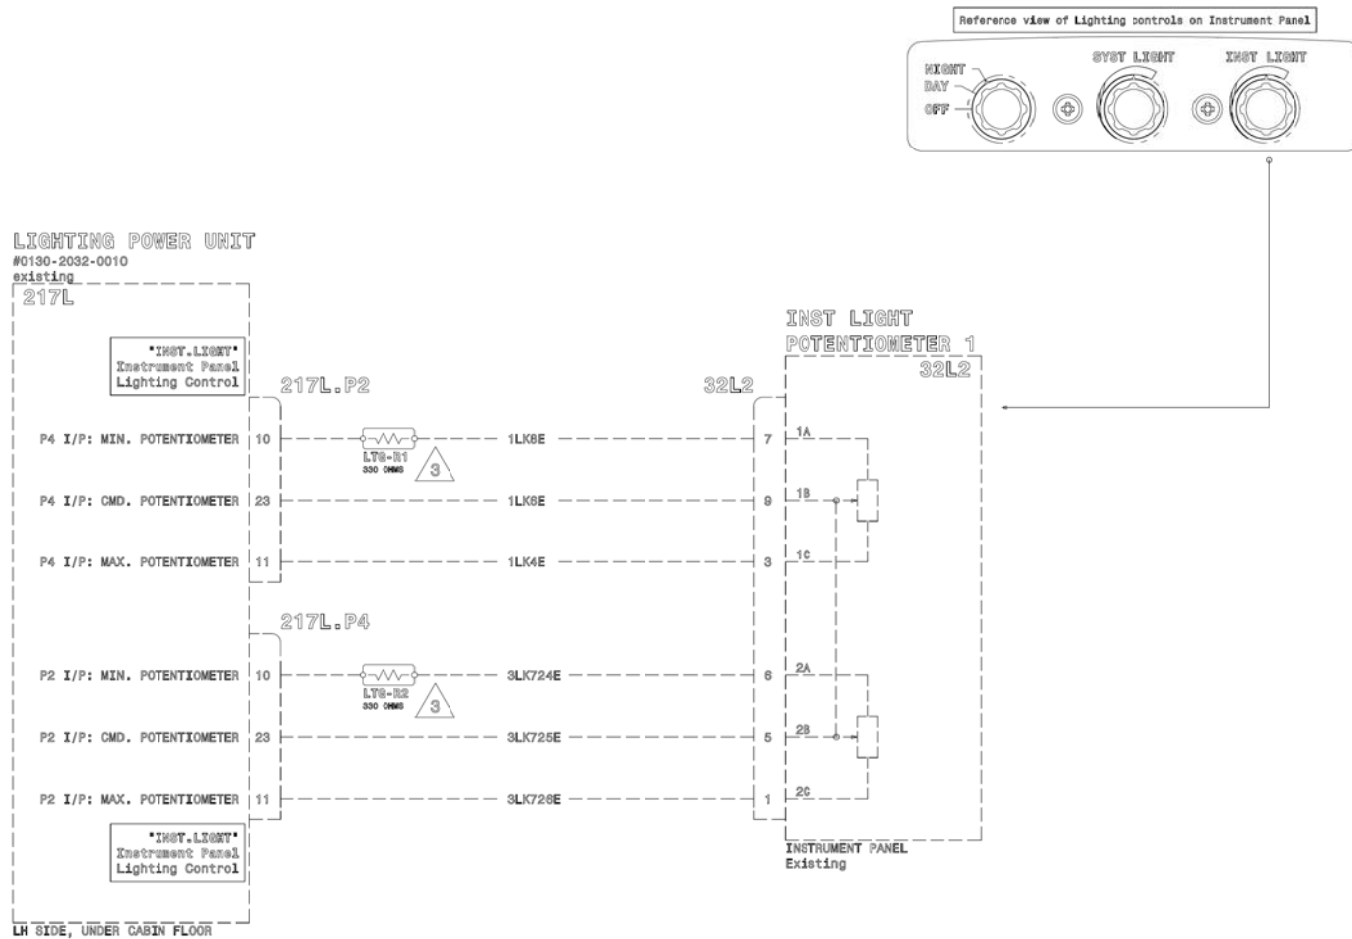 Reference view of Lighting controls on Instrument Panel
SYST LIGHT
INST LIGHT
NIGHT
DAY
OFF
LIGHTING POWER UNIT
#0130-2032-0010
existing
217L
"INST.LIGHT"
Instrument Panel
Lighting Control
217L.P2
P4 I/P: MIN. POTENTIOMETER
10
LTG-R1
330 OHMS
3
1LK8E
P4 I/P: CMD. POTENTIOMETER
23
1LK6E
P4 I/P: MAX. POTENTIOMETER
11
1LK4E
217L.P4
P2 I/P: MIN. POTENTIOMETER
10
LTG-R2
330 OHMS
3
3LK724E
P2 I/P: CMD. POTENTIOMETER
23
3LK725E
P2 I/P: MAX. POTENTIOMETER
11
3LK726E
"INST.LIGHT"
Instrument Panel
Lighting Control
LH SIDE, UNDER CABIN FLOOR
INST LIGHT
POTENTIOMETER 1
32L2
32L2
7
1A
9
1B
3
1C
6
2A
5
2B
1
2C
INSTRUMENT PANEL
Existing